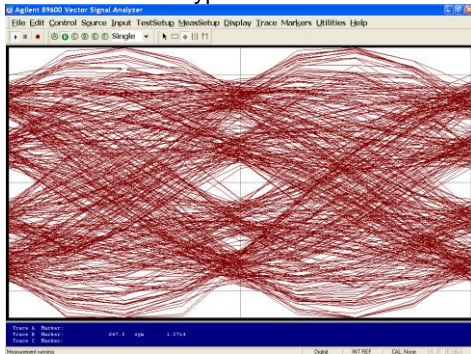 Agilent 89600 Vector Signal Analyzer
File Edit Control Source Input TestSetup MeasSetup Display Trace Markers Utilities Help
A B C D E F Single
Trace A Marker:
Trace B Marker: sym
Trace C Marker:
Measurement running Digital INT REF CAL: None